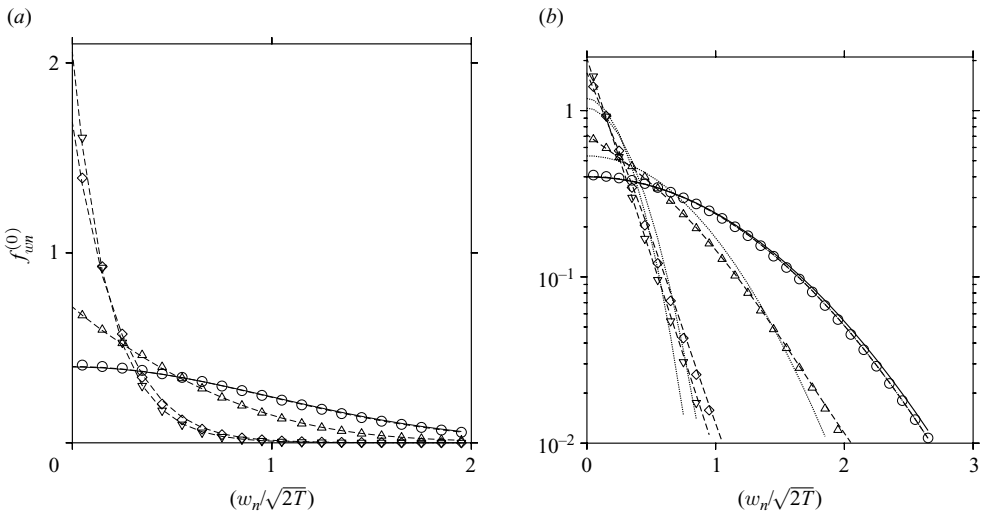 (a)
(b)
2
1
f_{wn}^{(0)}
0
1
2
(w_n/√2T)
1
10^{−1}
10^{−2}
0
1
2
3
(w_n/√2T)